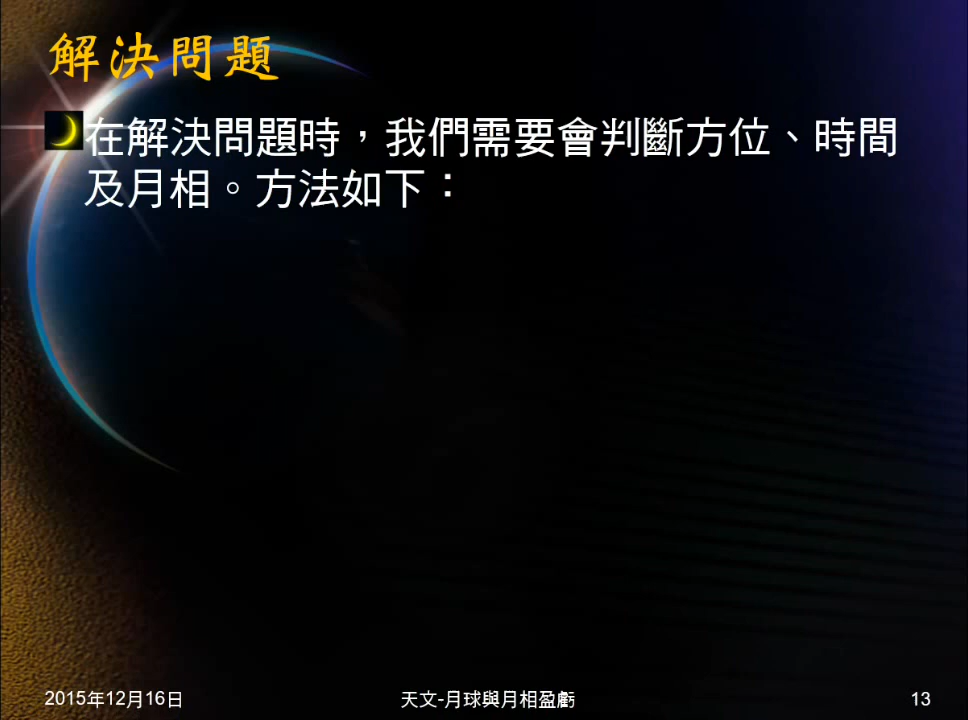 解決問題
在解決問題時，我們需要會判斷方位、時間
及月相。方法如下：
2015年12月16日
天文-月球與月相盈虧
13